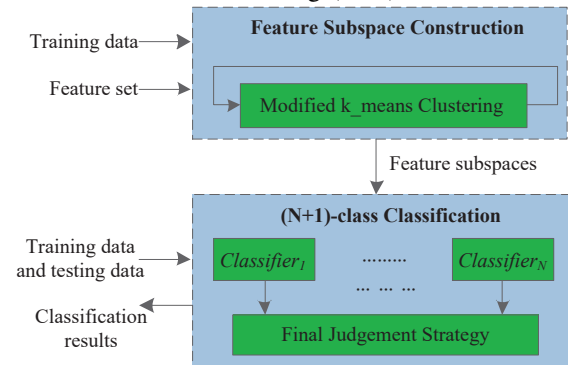 Feature Subspace Construction
Training data
Feature set
Modified k_means Clustering
Feature subspaces
(N+1)-class Classification
Training data
and testing data
Classifier1
.........
ClassifierN
... ... ...
Classification
results
Final Judgement Strategy